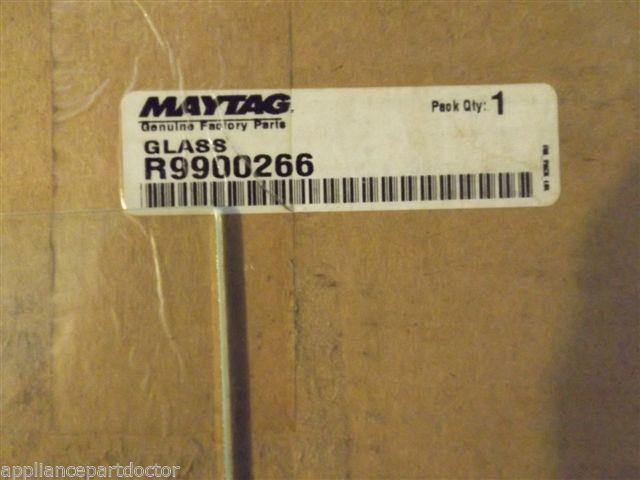 MAYTAG
Genuine Factory Parts
Pack Qty: 1
GLASS
R9900266
appliancepartdoctor